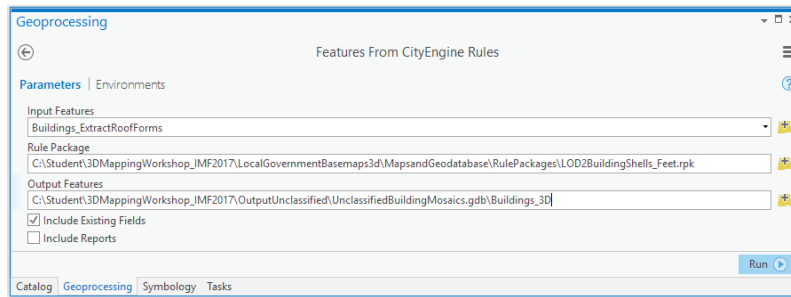 Geoprocessing
Features From CityEngine Rules
Parameters | Environments
Input Features
Buildings_ExtractRoofForms
Rule Package
C:\Student\3DMappingWorkshop_IMF2017\LocalGovernmentBasemaps3d\MapsandGeodatabase\RulePackages\LOD2BuildingShells_Feet.rpk
Output Features
C:\Student\3DMappingWorkshop_IMF2017\OutputUnclassified\UnclassifiedBuildingMosaics.gdb\Buildings_3D
Include Existing Fields
Include Reports
Run
Catalog Geoprocessing Symbology Tasks